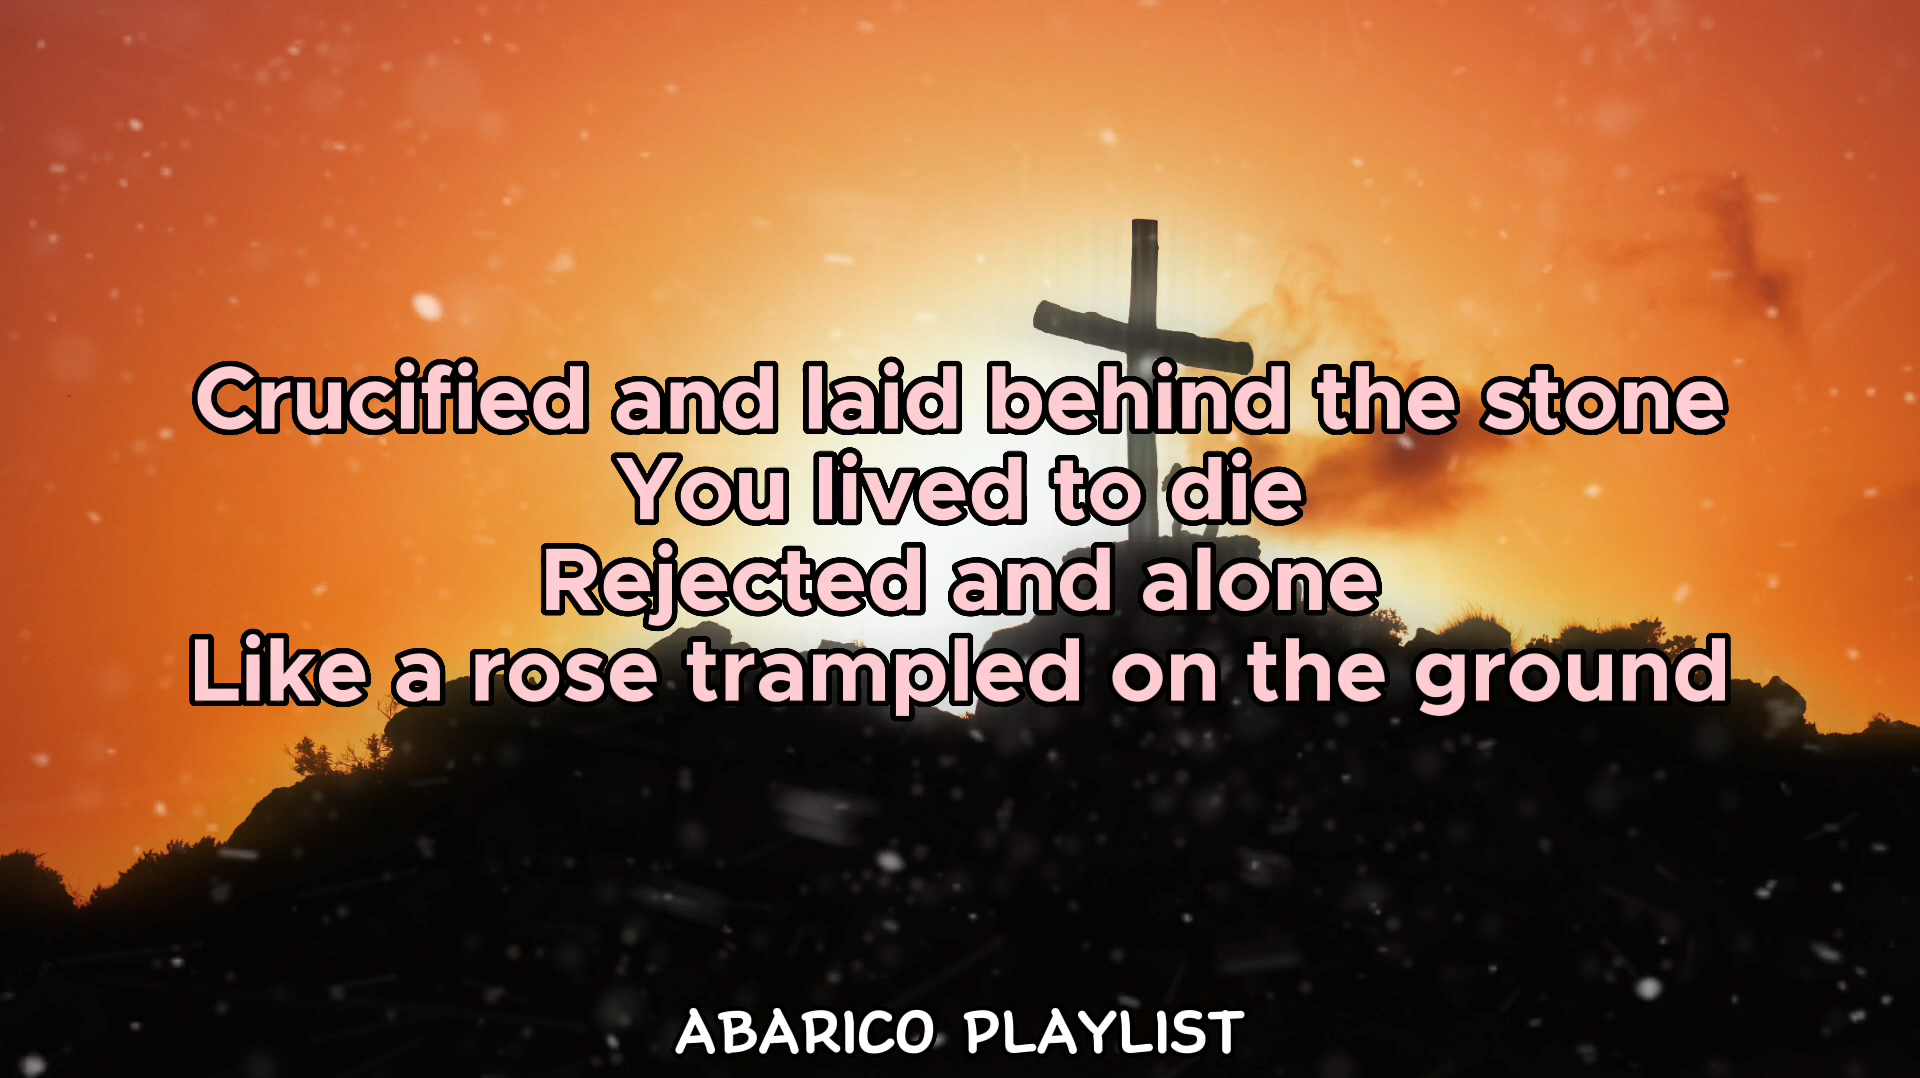 Crucified and laid behind the stone
You lived to die
Rejected and alone
Like a rose trampled on the ground
ABARICO PLAYLIST